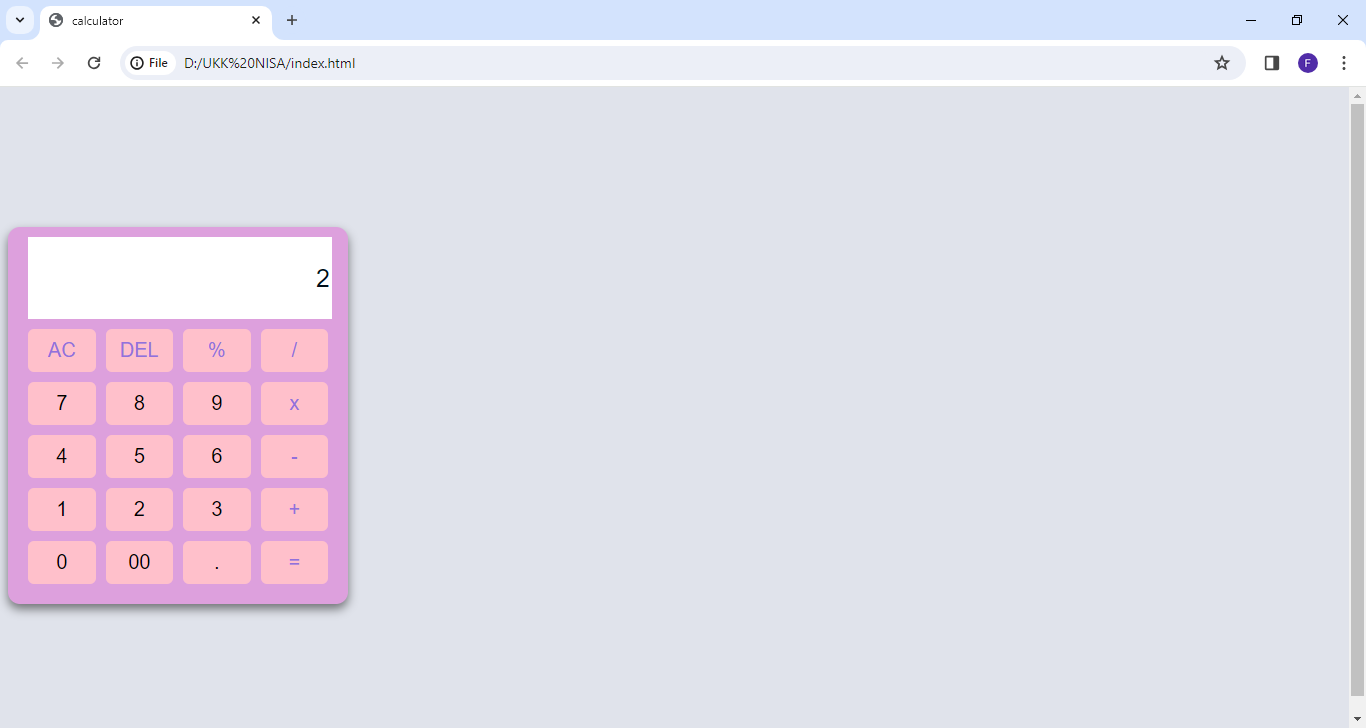 calculator
File D:/UKK%20NISA/index.html F
2
AC DEL % /
7 8 9 x
4 5 6 -
1 2 3 +
0 00 . =